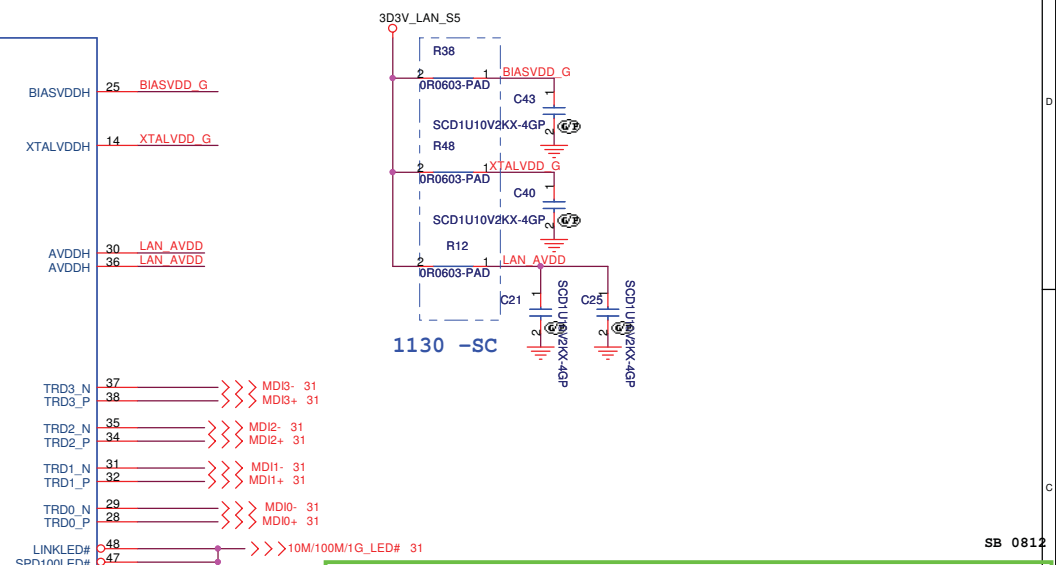 3D3V_LAN_S5
R38
2 1 BIASVDD_G
0R0603-PAD
C43
1
SCD1U10V2KX-4GP
2 G/P
R48
2 1 XTALVDD_G
0R0603-PAD
C40
1
SCD1U10V2KX-4GP
2 G/P
R12
2 1 LAN_AVDD
0R0603-PAD
C21
1
2 G/P
SCD1U10V2KX-4GP
C25
1
2 G/P
SCD1U10V2KX-4GP
1130 -SC
BIASVDDH 25 BIASVDD_G
XTALVDDH 14 XTALVDD_G
AVDDH 30 LAN_AVDD
AVDDH 36 LAN_AVDD
TRD3_N 37 MDI3- 31
TRD3_P 38 MDI3+ 31
TRD2_N 35 MDI2- 31
TRD2_P 34 MDI2+ 31
TRD1_N 31 MDI1- 31
TRD1_P 32 MDI1+ 31
TRD0_N 29 MDI0- 31
TRD0_P 28 MDI0+ 31
LINKLED# 48 10M/100M/1G_LED# 31
SPD100LED# 47
D
C
SB 0812